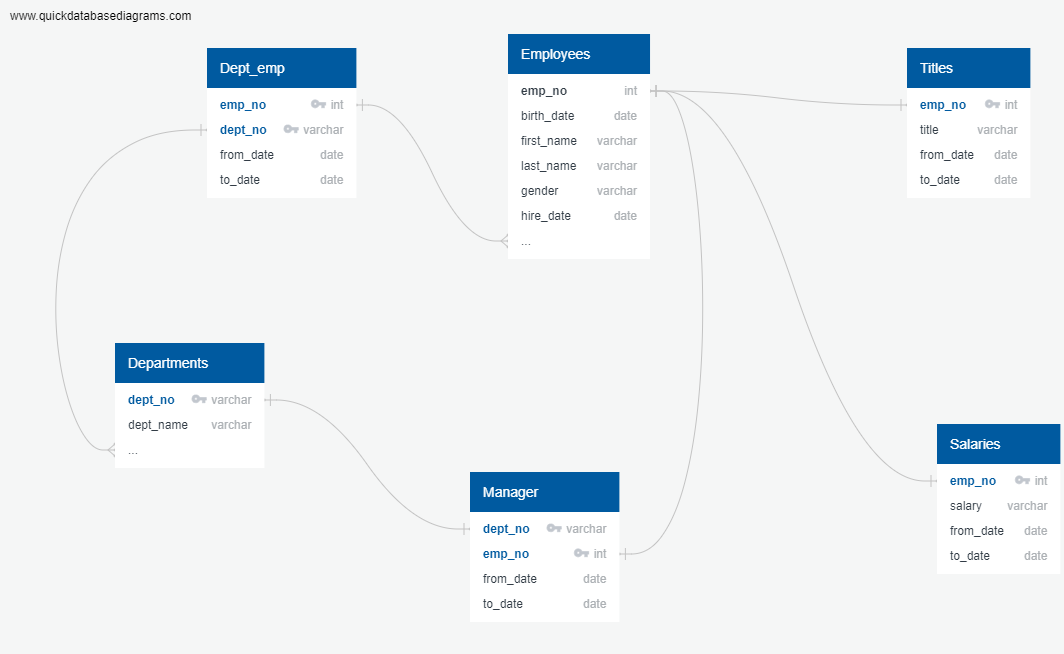 www.quickdatabasediagrams.com
Dept_emp
emp_no int
dept_no varchar
from_date date
to_date date
Employees
emp_no int
birth_date date
first_name varchar
last_name varchar
gender varchar
hire_date date
...
Titles
emp_no int
title varchar
from_date date
to_date date
Departments
dept_no varchar
dept_name varchar
...
Manager
dept_no varchar
emp_no int
from_date date
to_date date
Salaries
emp_no int
salary varchar
from_date date
to_date date